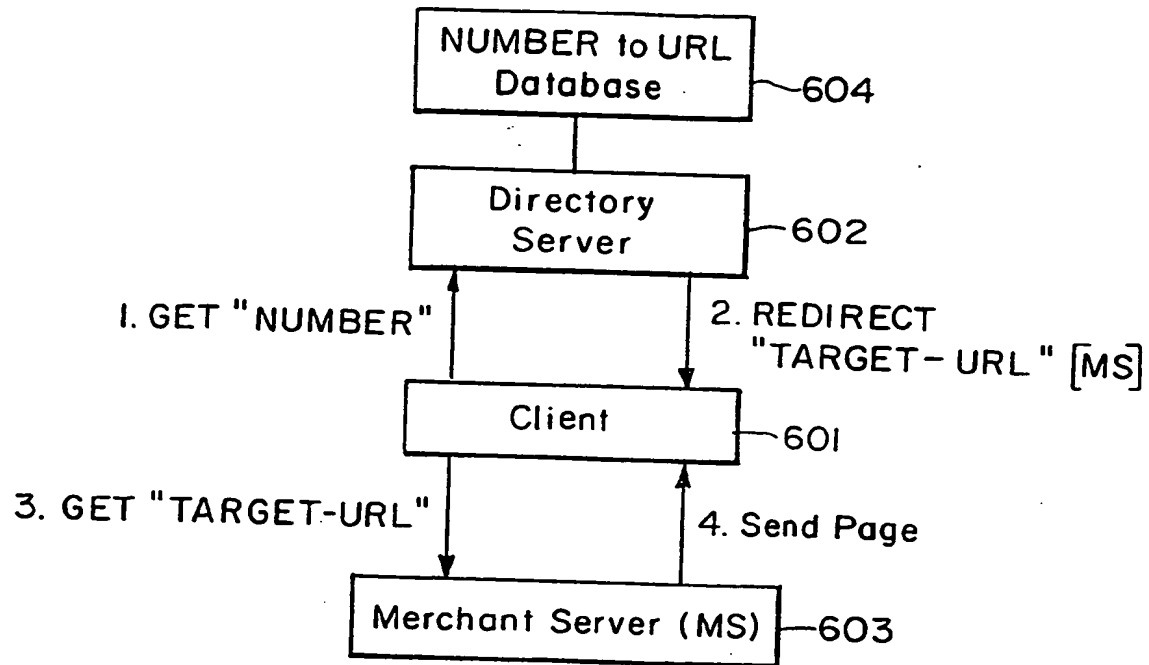 NUMBER to URL
Database
604
Directory
Server
602
1. GET "NUMBER"
2. REDIRECT
"TARGET-URL" [MS]
Client
601
3. GET "TARGET-URL"
4. Send Page
Merchant Server (MS)
603